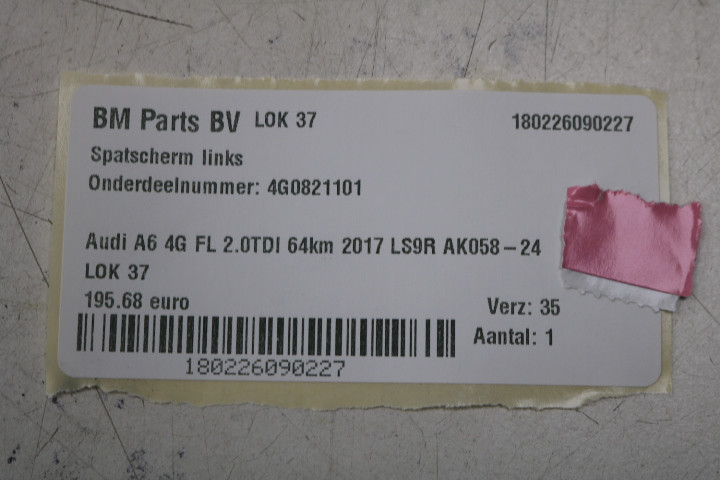 BM Parts BV LOK 37 180226090227
Spatscherm links
Onderdeelnummer: 4G0821101
Audi A6 4G FL 2.0TDI 64km 2017 LS9R AK058-24
LOK 37
195.68 euro
Verz: 35
Aantal: 1
180226090227